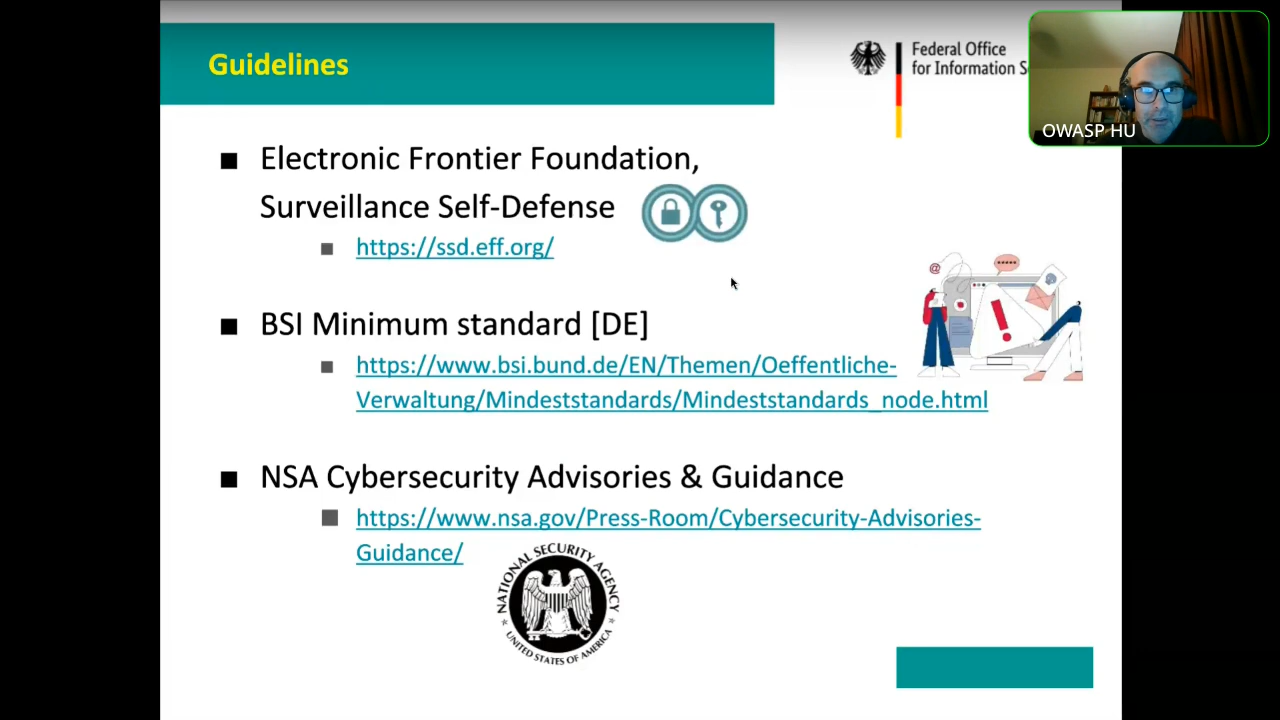 Guidelines
Federal Office
for Information S
OWASP HU
■ Electronic Frontier Foundation,
Surveillance Self-Defense
■ https://ssd.eff.org/
■ BSI Minimum standard [DE]
■ https://www.bsi.bund.de/EN/Themen/Oeffentliche-
Verwaltung/Mindeststandards/Mindeststandards_node.html
■ NSA Cybersecurity Advisories & Guidance
■ https://www.nsa.gov/Press-Room/Cybersecurity-Advisories-
Guidance/
NATIONAL SECURITY AGENCY
UNITED STATES OF AMERICA